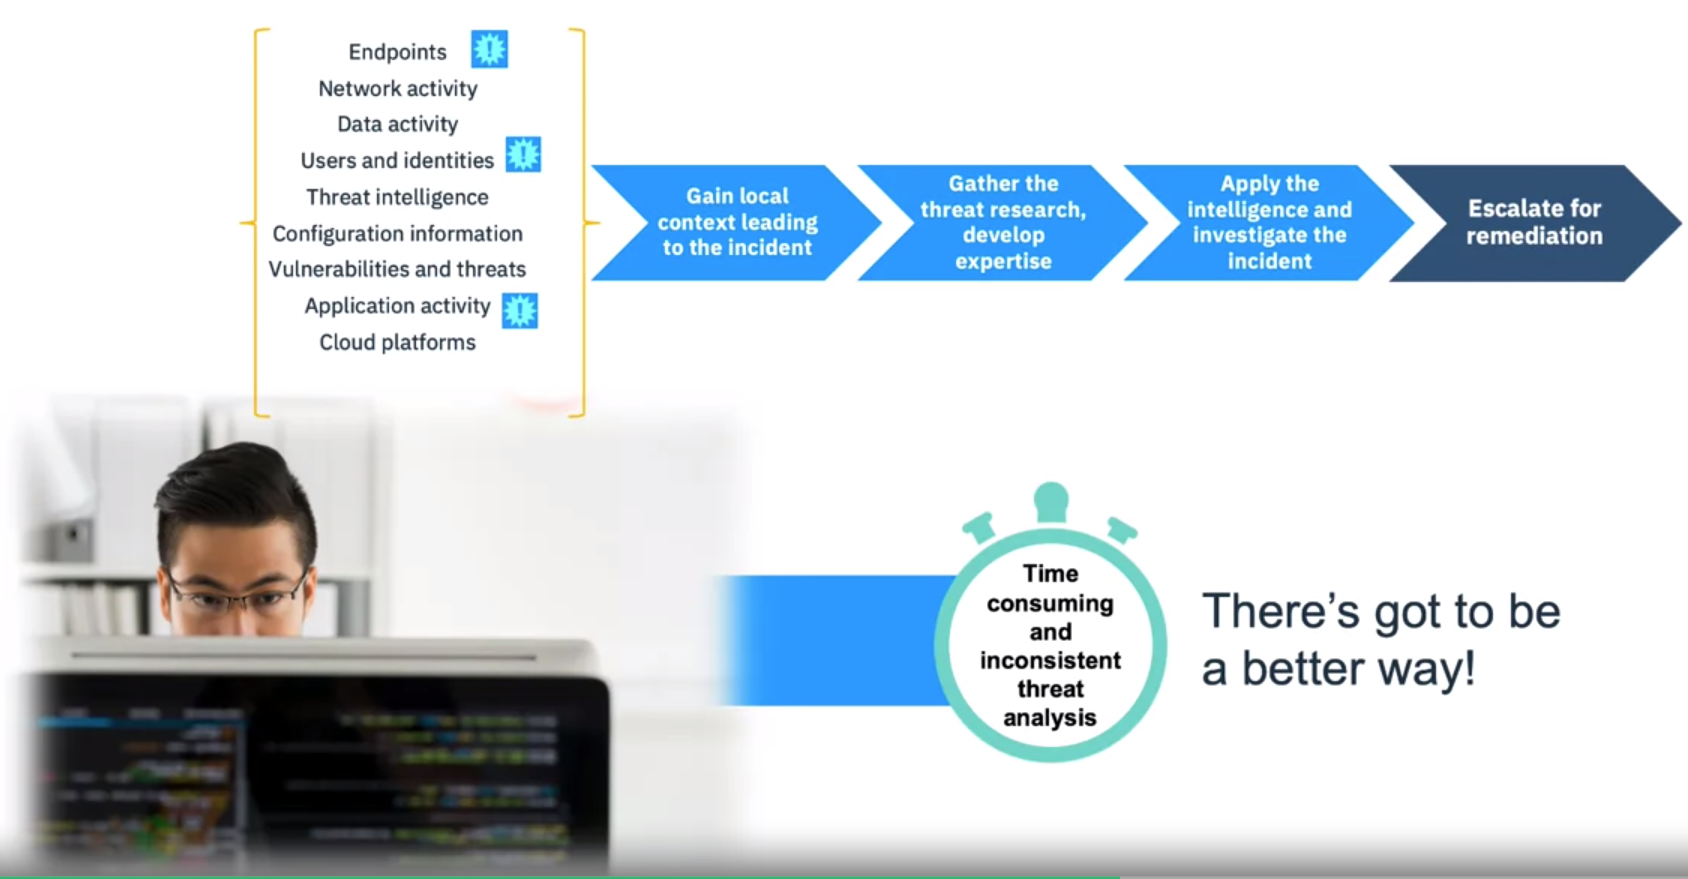 Endpoints
Network activity
Data activity
Users and identities
Threat intelligence
Configuration information
Vulnerabilities and threats
Application activity
Cloud platforms
Gain local
context leading
to the incident
Gather the
threat research,
develop
expertise
Apply the
intelligence and
investigate the
incident
Escalate for
remediation
Time
consuming
and
inconsistent
threat
analysis
There's got to be
a better way!